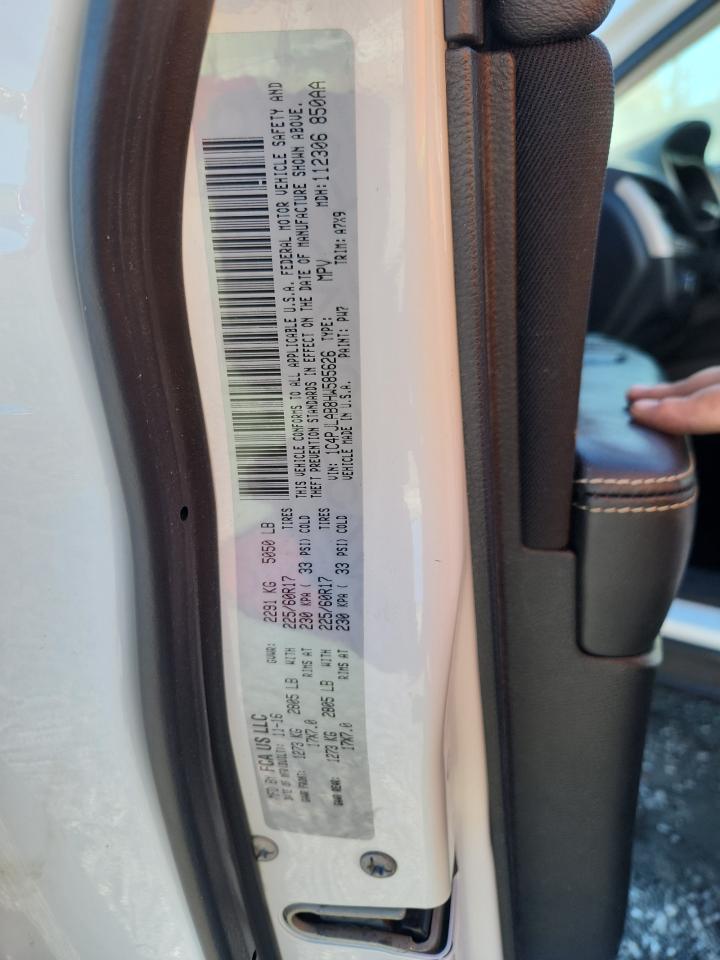 MFD BY FCA US LLC
DATE OF MFR(BUILT): 11-16 GVWR: 2291 KG 5050 LB
GAWR FRONT: 1273 KG 2805 LB WITH 225/60R17 TIRES
17X7.0 RIMS AT 230 KPA ( 33 PSI) COLD
GAWR REAR: 1273 KG 2805 LB WITH 225/60R17 TIRES
17X7.0 RIMS AT 230 KPA ( 33 PSI) COLD
THIS VEHICLE CONFORMS TO ALL APPLICABLE U.S.A. FEDERAL MOTOR VEHICLE SAFETY AND
THEFT PREVENTION STANDARDS IN EFFECT ON THE DATE OF MANUFACTURE SHOWN ABOVE.
VIN: 1C4PJLAB8HW585626 TYPE: MPV MDH: 112306 850AA
VEHICLE MADE IN U.S.A. PAINT: PW7 TRIM: A7X9